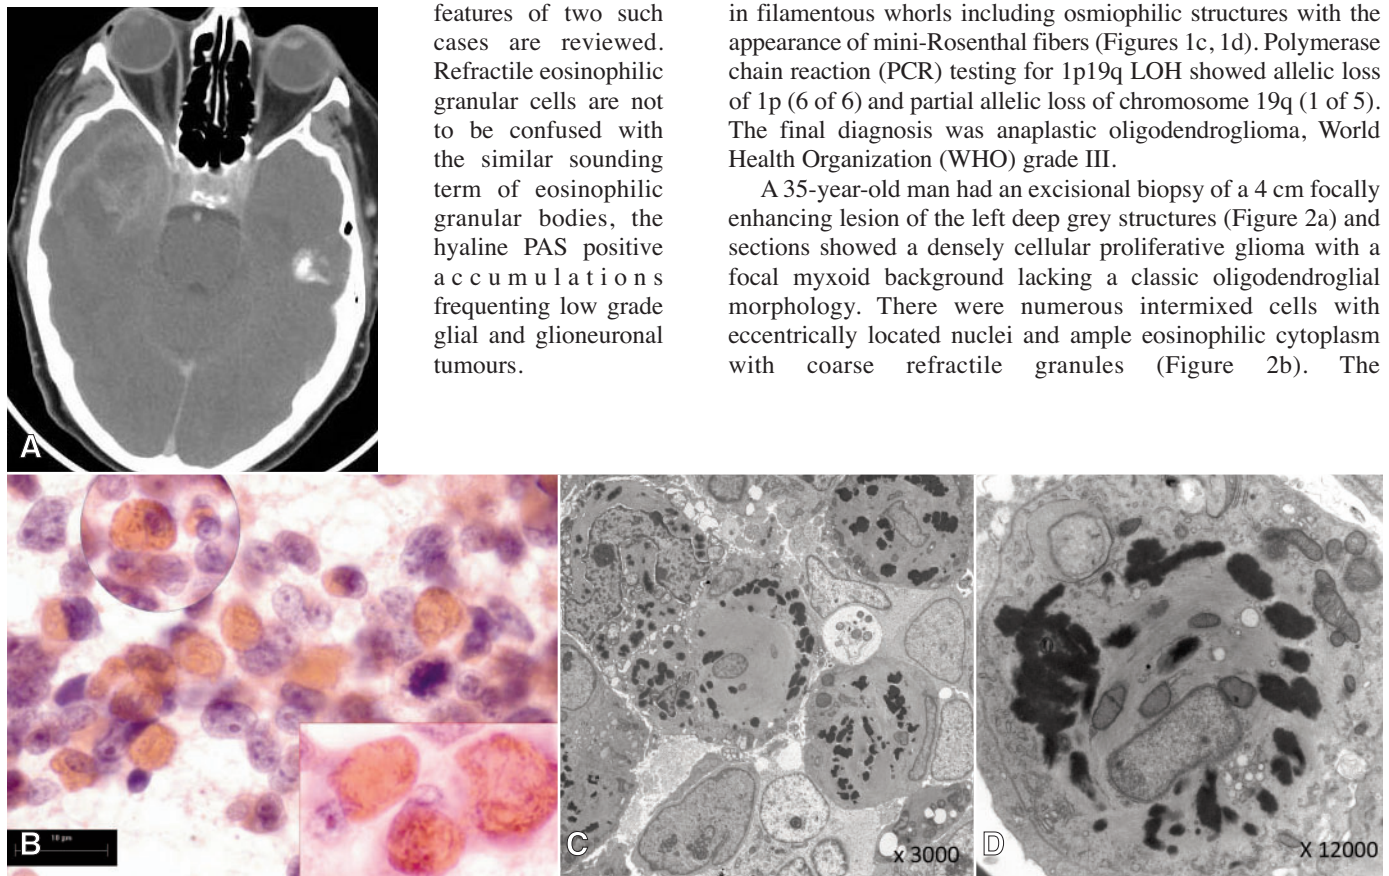 features of two such
cases are reviewed.
Refractile eosinophilic
granular cells are not
to be confused with
the similar sounding
term of eosinophilic
granular bodies, the
hyaline PAS positive
accumulations
frequenting low grade
glial and glioneuronal
tumours.
in filamentous whorls including osmiophilic structures with the
appearance of mini-Rosenthal fibers (Figures 1c, 1d). Polymerase
chain reaction (PCR) testing for 1p19q LOH showed allelic loss
of 1p (6 of 6) and partial allelic loss of chromosome 19q (1 of 5).
The final diagnosis was anaplastic oligodendroglioma, World
Health Organization (WHO) grade III.
A 35-year-old man had an excisional biopsy of a 4 cm focally
enhancing lesion of the left deep grey structures (Figure 2a) and
sections showed a densely cellular proliferative glioma with a
focal myxoid background lacking a classic oligodendroglial
morphology. There were numerous intermixed cells with
eccentrically located nuclei and ample eosinophilic cytoplasm
with coarse refractile granules (Figure 2b). The
A
B
10 µm
C
x 3000
D
X 12000